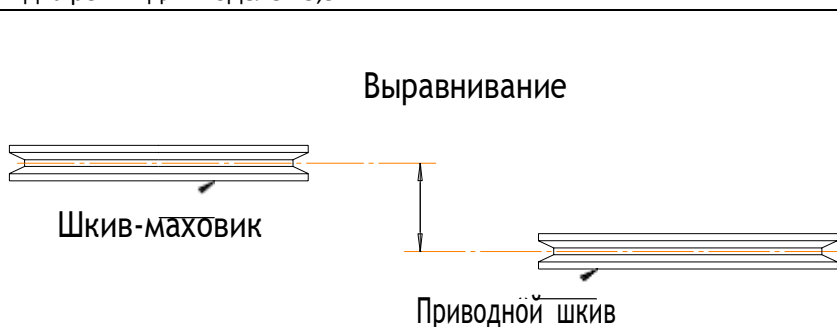 Выравнивание
Шкив-маховик
Приводной шкив